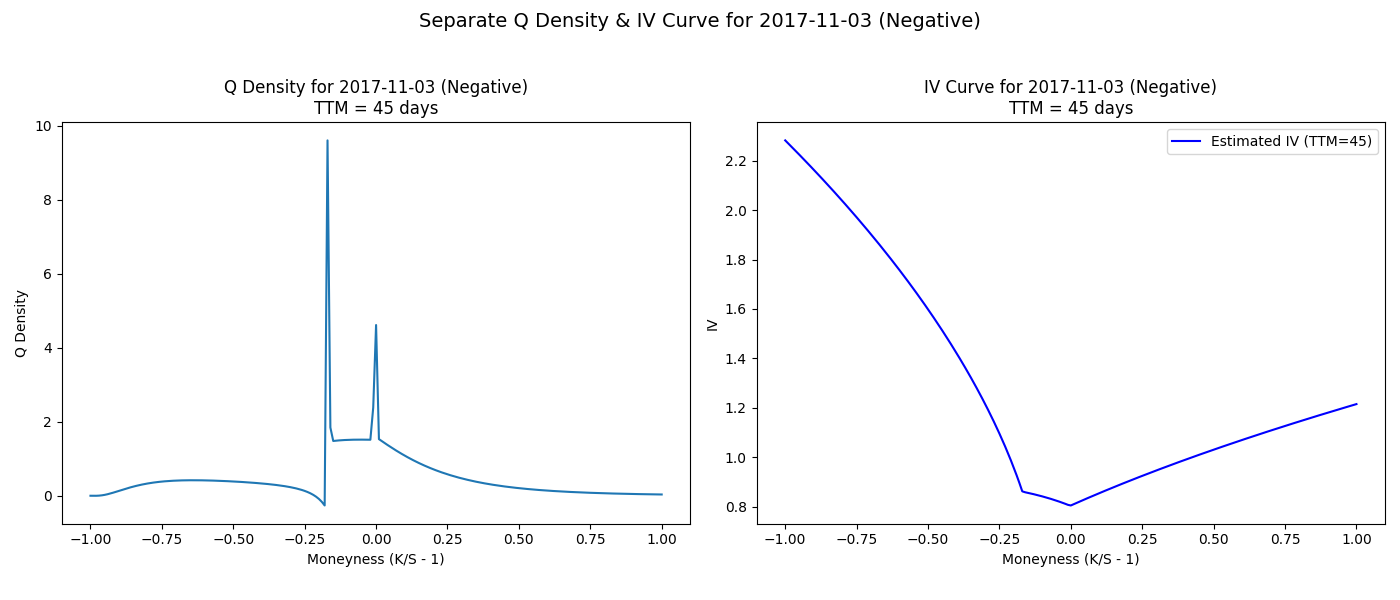 Separate Q Density & IV Curve for 2017-11-03 (Negative)
Q Density for 2017-11-03 (Negative)
TTM = 45 days
10
8
6
4
2
0
Q Density
−1.00 −0.75 −0.50 −0.25 0.00 0.25 0.50 0.75 1.00
Moneyness (K/S - 1)
IV Curve for 2017-11-03 (Negative)
TTM = 45 days
Estimated IV (TTM=45)
2.2
2.0
1.8
1.6
1.4
1.2
1.0
0.8
IV
−1.00 −0.75 −0.50 −0.25 0.00 0.25 0.50 0.75 1.00
Moneyness (K/S - 1)